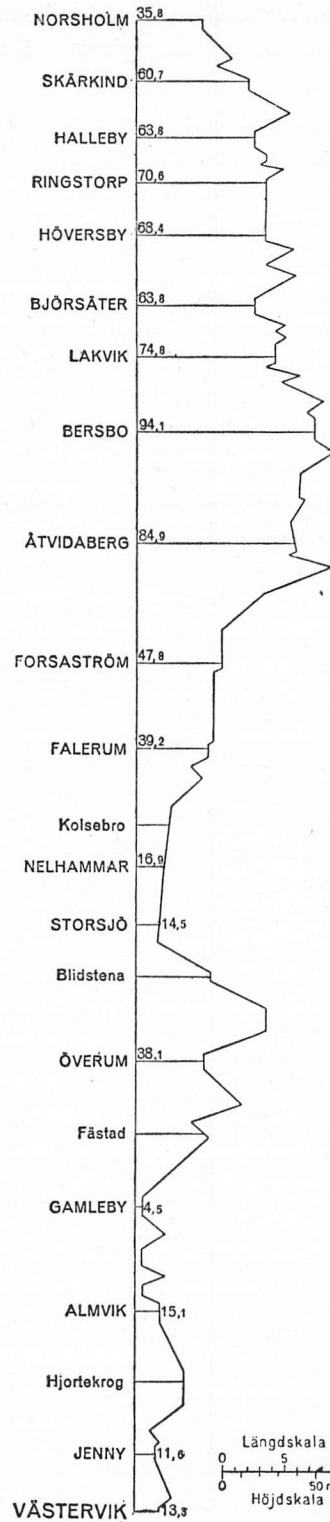 NORSHOLM 35,8
SKÄRKIND 60,7
HALLEBY 63,8
RINGSTORP 70,6
HÖVERSBY 68,4
BJÖRSÄTER 63,8
LAKVIK 74,8
BERSBO 94,1
ÅTVIDABERG 84,9
FORSASTRÖM 47,8
FALERUM 39,2
Kolsebro
NELHAMMAR 16,9
STORSJÖ 14,5
Blidstena
ÖVERUM 38,1
Fästad
GAMLEBY 4,5
ALMVIK 15,1
Hjortekrog
JENNY 11,6
VÄSTERVIK 13,3
Längdskala
0 5
0 50
Höjdskala